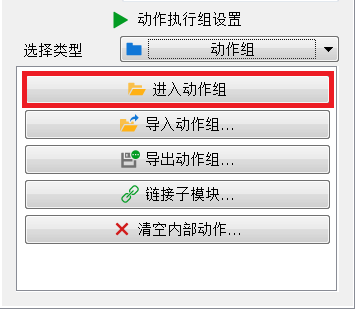 动作执行组设置
选择类型 动作组
进入动作组
导入动作组...
导出动作组...
链接子模块...
清空内部动作...